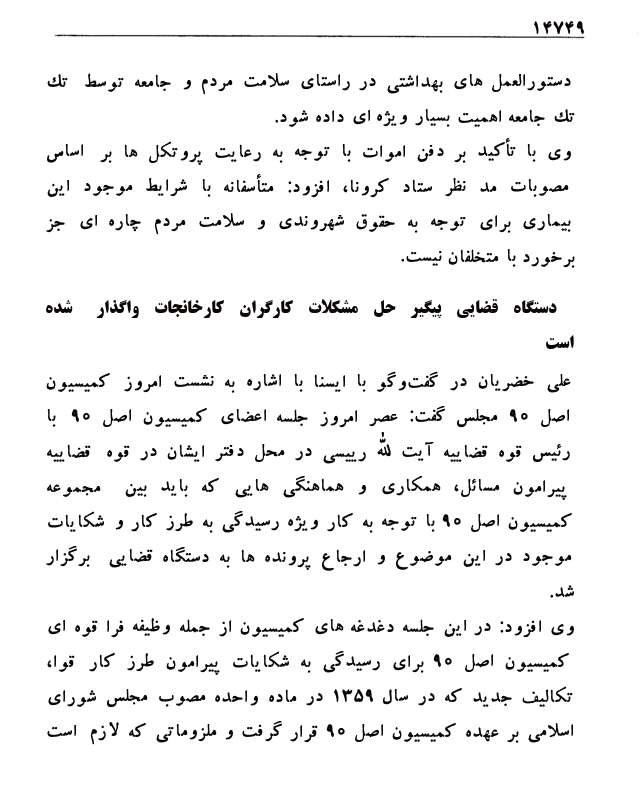 ۱۴۷۴۹
دستورالعمل های بهداشتی در راستای سلامت مردم و جامعه توسط تك
تك جامعه اهمیت بسیار ویژه ای داده شود.
وی با تأکید بر دفن اموات با توجه به رعایت پروتکل ها بر اساس
مصوبات مد نظر ستاد کرونا، افزود: متأسفانه با شرایط موجود این
بیماری برای توجه به حقوق شهروندی و سلامت مردم چاره ای جز
برخورد با متخلفان نیست.
دستگاه قضایی پیگیر حل مشکلات کارگران کارخانجات واگذار شده
است
علی خضریان در گفت‌وگو با ایسنا با اشاره به نشست امروز کمیسیون
اصل ۹۰ مجلس گفت: عصر امروز جلسه اعضای کمیسیون اصل ۹۰ با
رئیس قوه قضاییه آیت لله رییسی در محل دفتر ایشان در قوه قضاییه
پیرامون مسائل، همکاری و هماهنگی هایی که باید بین مجموعه
کمیسیون اصل ۹۰ با توجه به کار ویژه رسیدگی به طرز کار و شکایات
موجود در این موضوع و ارجاع پرونده ها به دستگاه قضایی برگزار
شد.
وی افزود: در این جلسه دغدغه های کمیسیون از جمله وظیفه فرا قوه ای
کمیسیون اصل ۹۰ برای رسیدگی به شکایات پیرامون طرز کار قوا،
تکالیف جدید که در سال ۱۳۵۹ در ماده واحده مصوب مجلس شورای
اسلامی بر عهده کمیسیون اصل ۹۰ قرار گرفت و ملزوماتی که لازم است